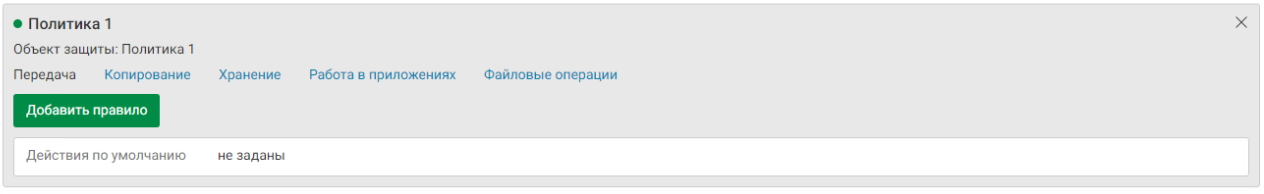 Политика 1
Объект защиты: Политика 1
Передача Копирование Хранение Работа в приложениях Файловые операции
Добавить правило
Действия по умолчанию не заданы